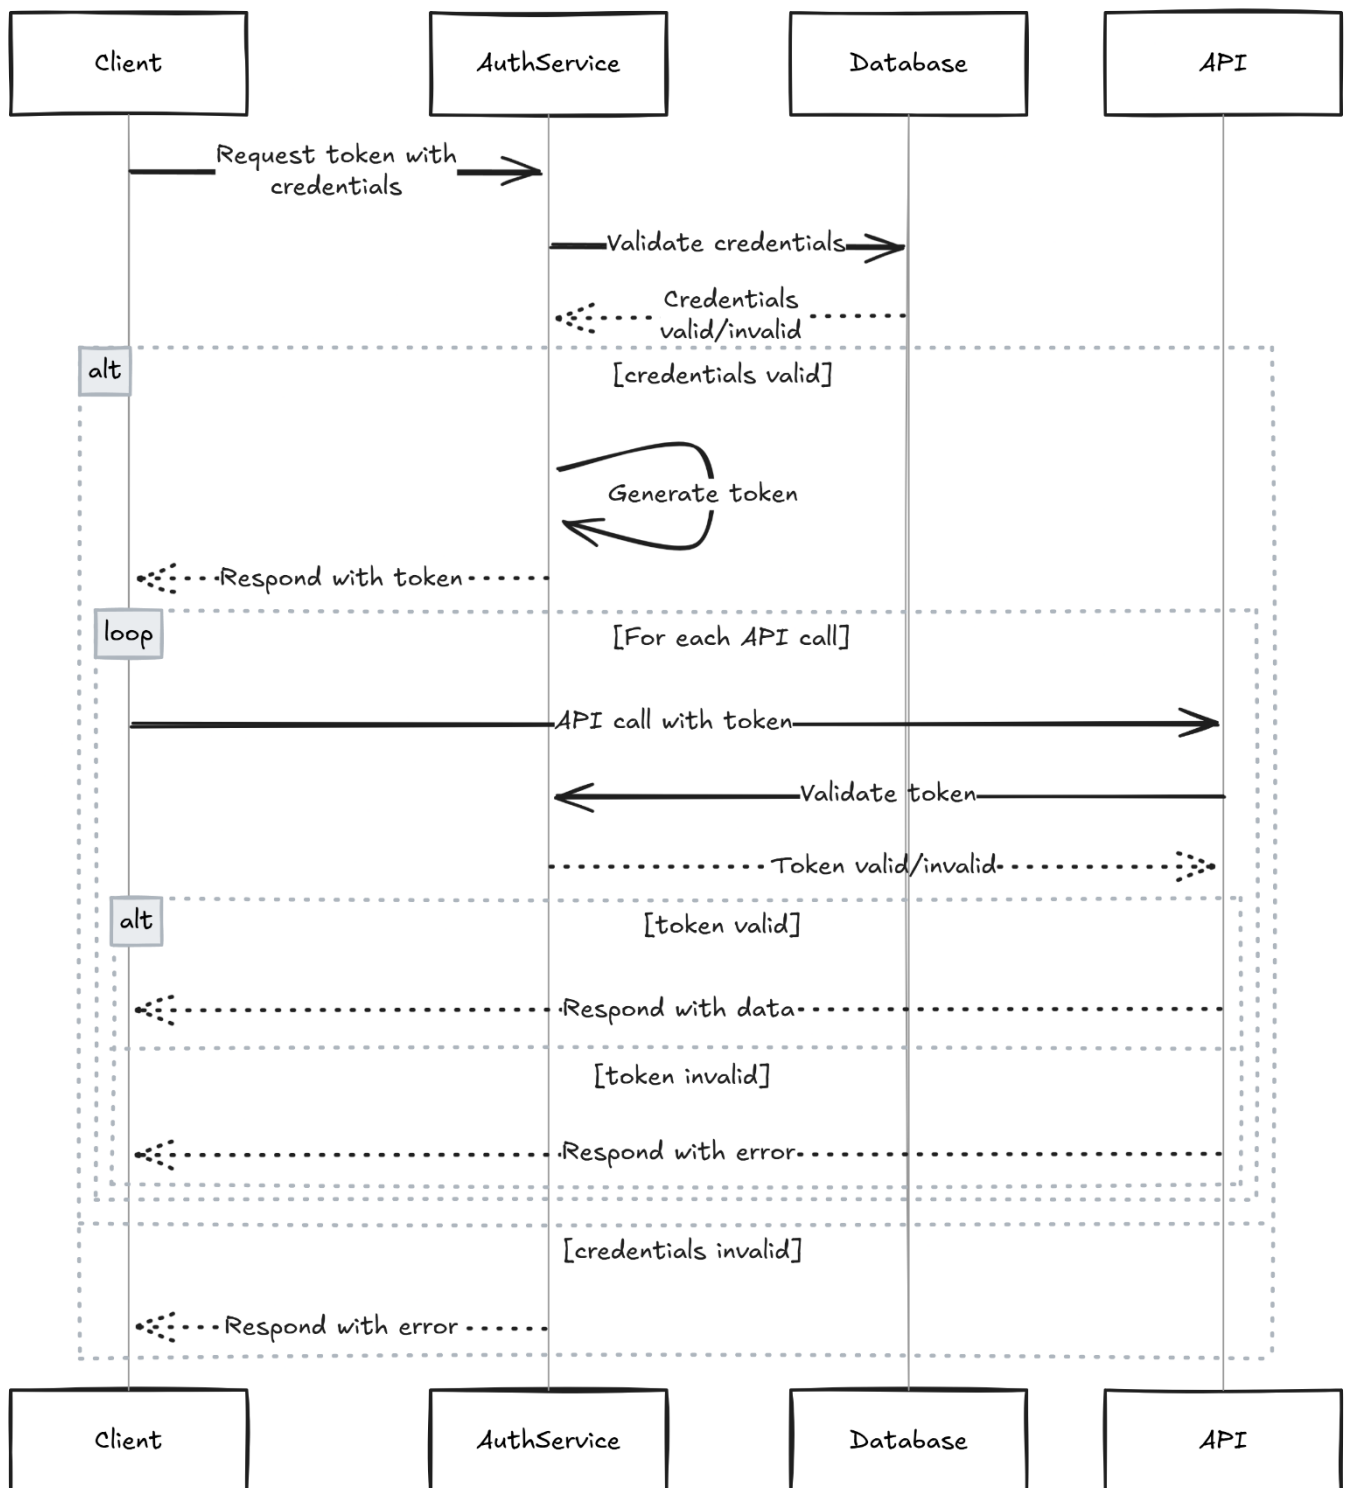 Client
AuthService
Database
API
Request token with
credentials
Validate credentials
Credentials
valid/invalid
alt
[credentials valid]
Generate token
Respond with token
loop
[For each API call]
API call with token
Validate token
Token valid/invalid
alt
[token valid]
Respond with data
[token invalid]
Respond with error
[credentials invalid]
Respond with error
Client
AuthService
Database
API